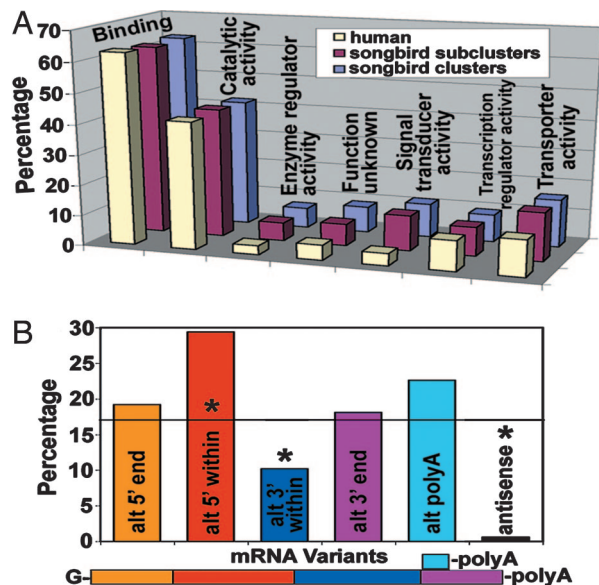 A
Percentage
70
60
50
40
30
20
10
0
human
songbird subclusters
songbird clusters
Binding
Catalytic
activity
Enzyme regulator
activity
Function
unknown
Signal
transducer
activity
Transcription
regulator activity
Transporter
activity
B
Percentage
30
25
20
15
10
5
0
alt 5' end
alt 5' within
*
alt 3'
within
*
alt 3' end
alt polyA
antisense *
mRNA Variants
-polyA
G-
-polyA